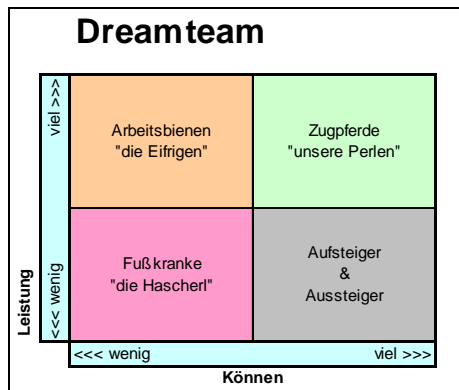 Dreamteam
viel >>>
Arbeitsbienen
"die Eifrigen"
Zugpferde
"unsere Perlen"
Leistung
<<< wenig
Fußkranke
"die Hascherl"
Aufsteiger
&
Aussteiger
<<< wenig
viel >>>
Können